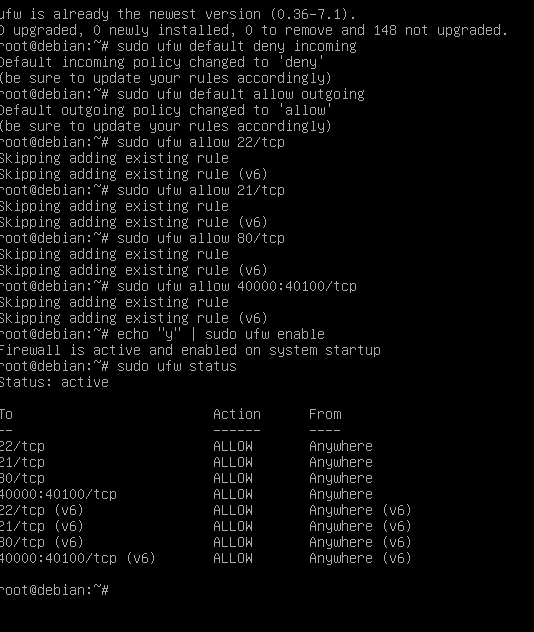 ufw is already the newest version (0.36-7.1).
0 upgraded, 0 newly installed, 0 to remove and 148 not upgraded.
root@debian:~# sudo ufw default deny incoming
Default incoming policy changed to 'deny'
(be sure to update your rules accordingly)
root@debian:~# sudo ufw default allow outgoing
Default outgoing policy changed to 'allow'
(be sure to update your rules accordingly)
root@debian:~# sudo ufw allow 22/tcp
Skipping adding existing rule
Skipping adding existing rule (v6)
root@debian:~# sudo ufw allow 21/tcp
Skipping adding existing rule
Skipping adding existing rule (v6)
root@debian:~# sudo ufw allow 80/tcp
Skipping adding existing rule
Skipping adding existing rule (v6)
root@debian:~# sudo ufw allow 40000:40100/tcp
Skipping adding existing rule
Skipping adding existing rule (v6)
root@debian:~# echo "y" | sudo ufw enable
Firewall is active and enabled on system startup
root@debian:~# sudo ufw status
Status: active
To Action From
-- ------ ----
22/tcp ALLOW Anywhere
21/tcp ALLOW Anywhere
80/tcp ALLOW Anywhere
40000:40100/tcp ALLOW Anywhere
22/tcp (v6) ALLOW Anywhere (v6)
21/tcp (v6) ALLOW Anywhere (v6)
80/tcp (v6) ALLOW Anywhere (v6)
40000:40100/tcp (v6) ALLOW Anywhere (v6)
root@debian:~#